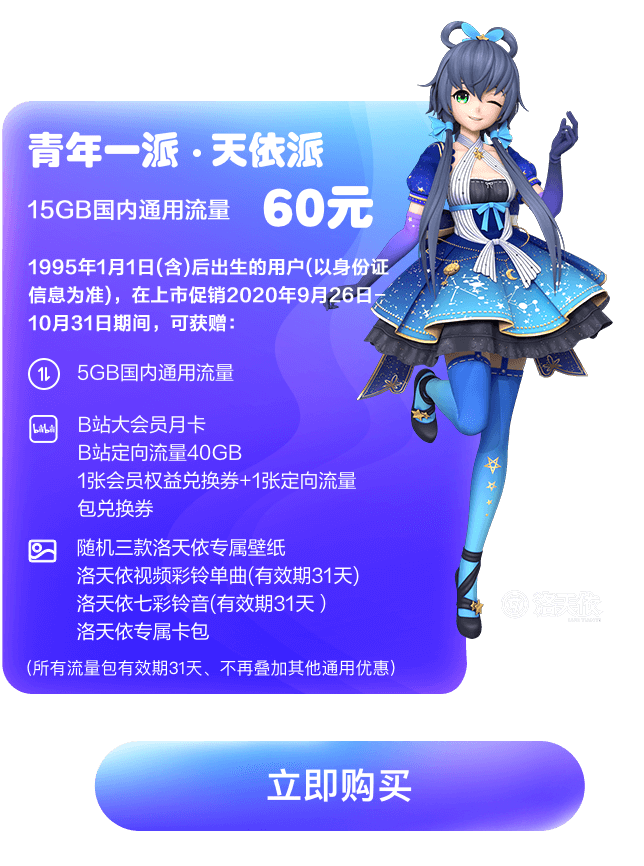 青年一派·天依派
15GB国内通用流量 60元
1995年1月1日(含)后出生的用户(以身份证
信息为准)，在上市促销2020年9月26日-
10月31日期间，可获赠：
5GB国内通用流量
bilibili
B站大会员月卡
B站定向流量40GB
1张会员权益兑换券+1张定向流量
包兑换券
随机三款洛天依专属壁纸
洛天依视频彩铃单曲(有效期31天)
洛天依七彩铃音(有效期31天 )
洛天依专属卡包
(所有流量包有效期31天、不再叠加其他通用优惠)
洛天依
立即购买